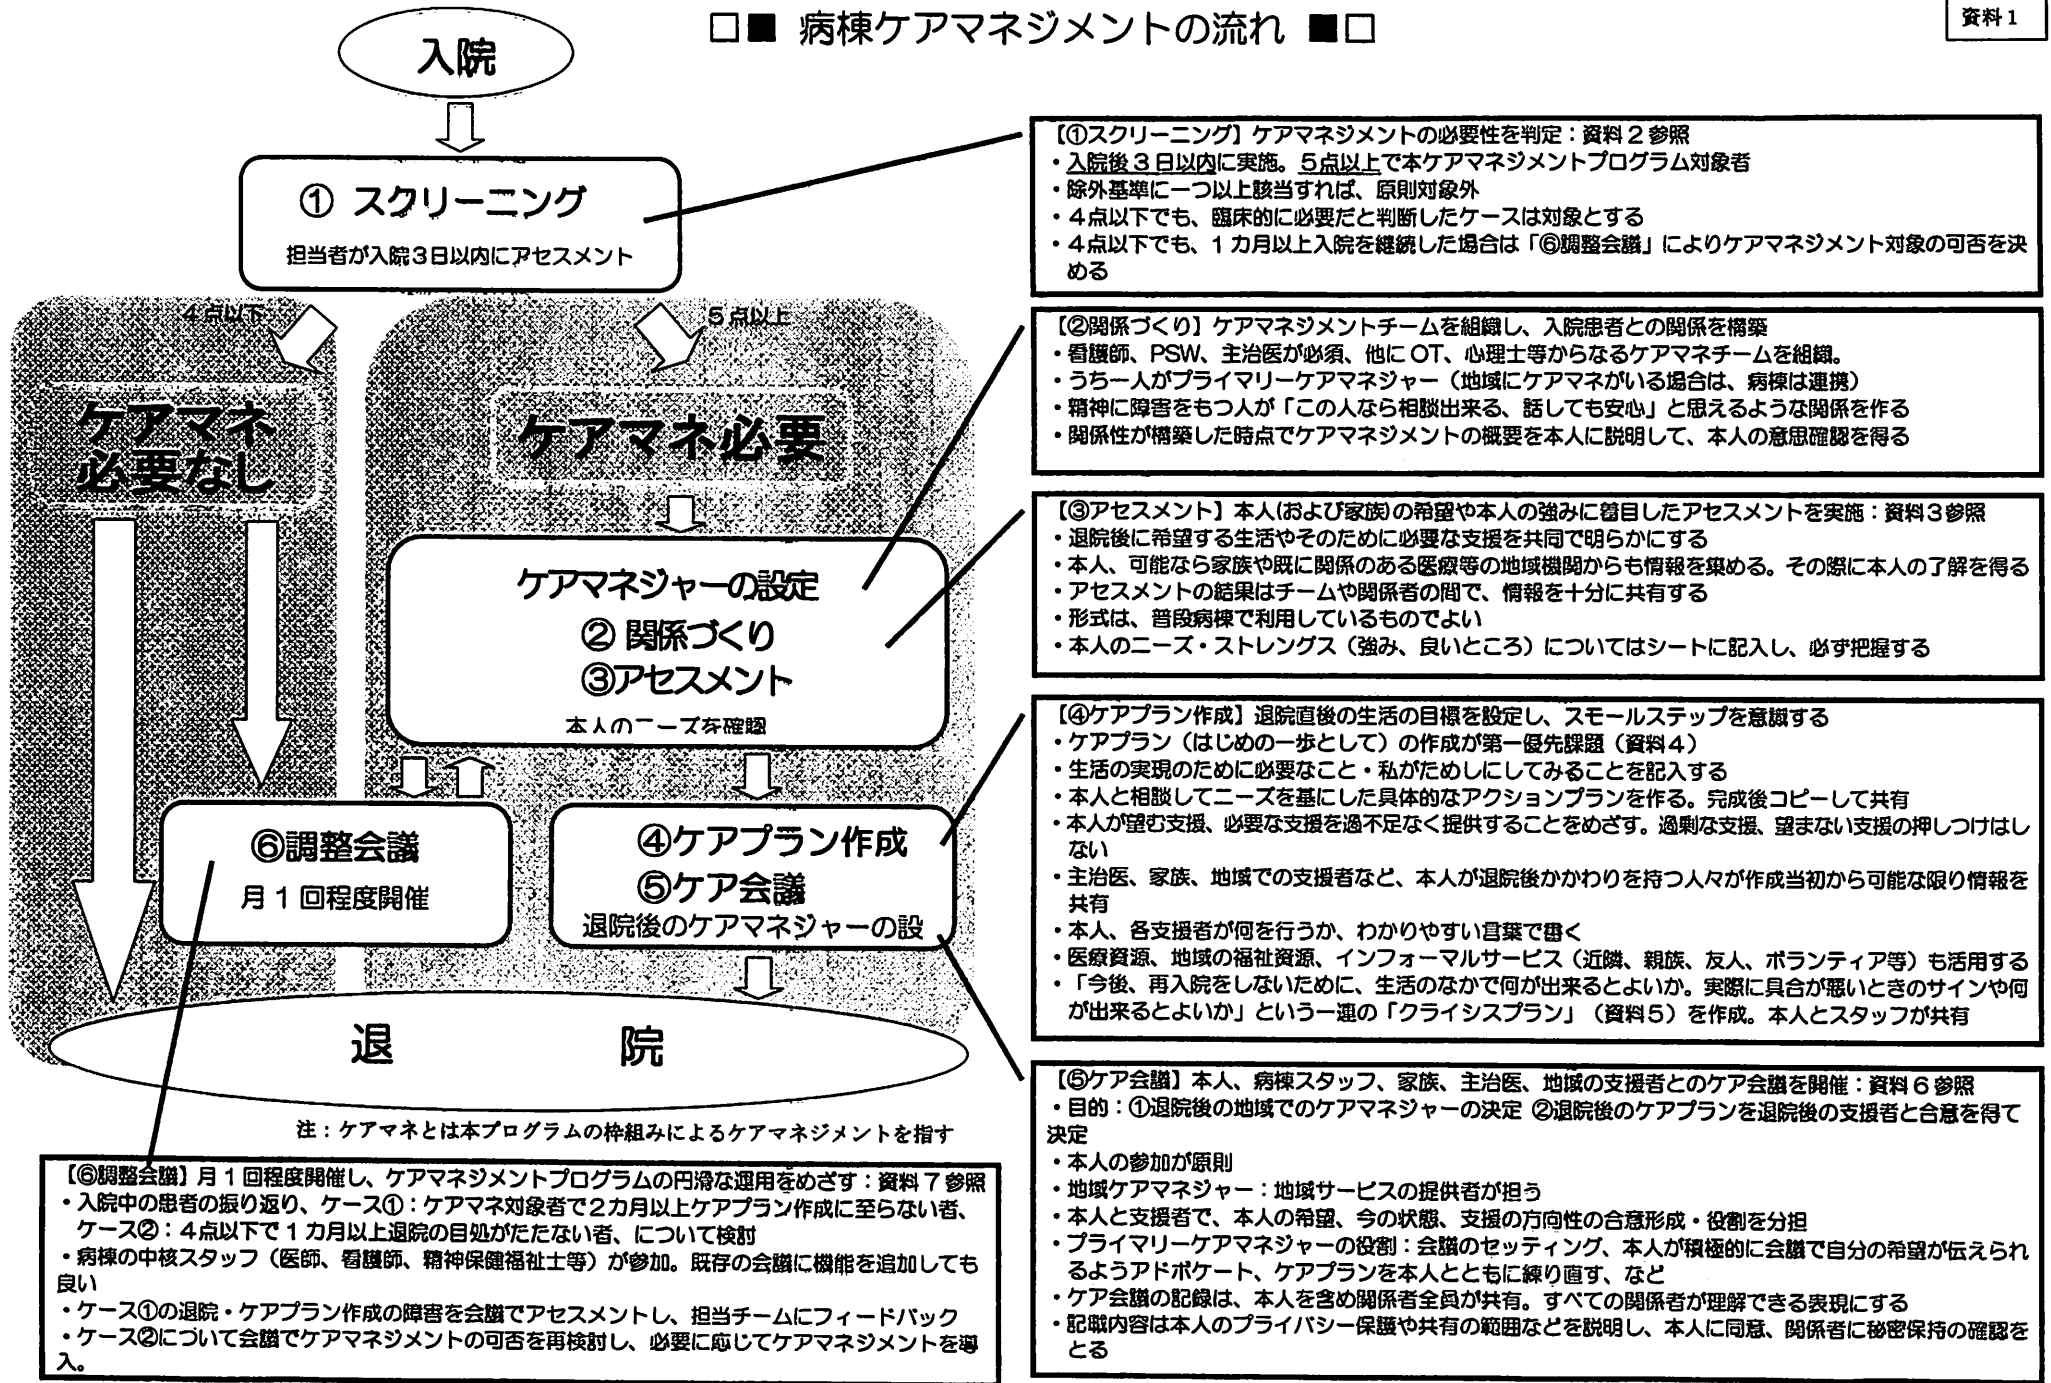 □■ 病棟ケアマネジメントの流れ ■□
資料1
入院
① スクリーニング
担当者が入院3日以内にアセスメント
4点以下
5点以上
ケアマネ
必要なし
ケアマネ必要
ケアマネジャーの設定
② 関係づくり
③アセスメント
本人のニーズを確認
⑥調整会議
月1回程度開催
④ケアプラン作成
⑤ケア会議
退院後のケアマネジャーの設
退 院
注：ケアマネとは本プログラムの枠組みによるケアマネジメントを指す
【①スクリーニング】ケアマネジメントの必要性を判定：資料2参照
・入院後3日以内に実施。5点以上で本ケアマネジメントプログラム対象者
・除外基準に一つ以上該当すれば、原則対象外
・4点以下でも、臨床的に必要だと判断したケースは対象とする
・4点以下でも、1カ月以上入院を継続した場合は「⑥調整会議」によりケアマネジメント対象の可否を決
める
【②関係づくり】ケアマネジメントチームを組織し、入院患者との関係を構築
・看護師、PSW、主治医が必須、他にOT、心理士等からなるケアマネチームを組織。
・うち一人がプライマリーケアマネジャー（地域にケアマネがいる場合は、病棟は連携）
・精神に障害をもつ人が「この人なら相談出来る、話しても安心」と思えるような関係を作る
・関係性が構築した時点でケアマネジメントの概要を本人に説明して、本人の意思確認を得る
【③アセスメント】本人(および家族)の希望や本人の強みに着目したアセスメントを実施：資料3参照
・退院後に希望する生活やそのために必要な支援を共同で明らかにする
・本人、可能なら家族や既に関係のある医療等の地域機関からも情報を集める。その際に本人の了解を得る
・アセスメントの結果はチームや関係者の間で、情報を十分に共有する
・形式は、普段病棟で利用しているものでよい
・本人のニーズ・ストレングス（強み、良いところ）についてはシートに記入し、必ず把握する
【④ケアプラン作成】退院直後の生活の目標を設定し、スモールステップを意識する
・ケアプラン（はじめの一歩として）の作成が第一優先課題（資料4）
・生活の実現のために必要なこと・私がためしにしてみることを記入する
・本人と相談してニーズを基にした具体的なアクションプランを作る。完成後コピーして共有
・本人が望む支援、必要な支援を過不足なく提供することをめざす。過剰な支援、望まない支援の押しつけはし
ない
・主治医、家族、地域での支援者など、本人が退院後かかわりを持つ人々が作成当初から可能な限り情報を
共有
・本人、各支援者が何を行うか、わかりやすい言葉で書く
・医療資源、地域の福祉資源、インフォーマルサービス（近隣、親族、友人、ボランティア等）も活用する
・「今後、再入院をしないために、生活のなかで何が出来るとよいか。実際に具合が悪いときのサインや何
が出来るとよいか」という一連の「クライシスプラン」（資料5）を作成。本人とスタッフが共有
【⑤ケア会議】本人、病棟スタッフ、家族、主治医、地域の支援者とのケア会議を開催：資料6参照
・目的：①退院後の地域でのケアマネジャーの決定 ②退院後のケアプランを退院後の支援者と合意を得て
決定
・本人の参加が原則
・地域ケアマネジャー：地域サービスの提供者が担う
・本人と支援者で、本人の希望、今の状態、支援の方向性の合意形成・役割を分担
・プライマリーケアマネジャーの役割：会議のセッティング、本人が積極的に会議で自分の希望が伝えられ
るようアドボケート、ケアプランを本人とともに練り直す、など
・ケア会議の記録は、本人を含め関係者全員が共有。すべての関係者が理解できる表現にする
・記載内容は本人のプライバシー保護や共有の範囲などを説明し、本人に同意、関係者に秘密保持の確認を
とる
【⑥調整会議】月1回程度開催し、ケアマネジメントプログラムの円滑な運用をめざす：資料7参照
・入院中の患者の振り返り、ケース①：ケアマネ対象者で2カ月以上ケアプラン作成に至らない者、
ケース②：4点以下で1カ月以上退院の目処がたたない者、について検討
・病棟の中核スタッフ（医師、看護師、精神保健福祉士等）が参加。既存の会議に機能を追加しても
良い
・ケース①の退院・ケアプラン作成の障害を会議でアセスメントし、担当チームにフィードバック
・ケース②について会議でケアマネジメントの可否を再検討し、必要に応じてケアマネジメントを導
入。